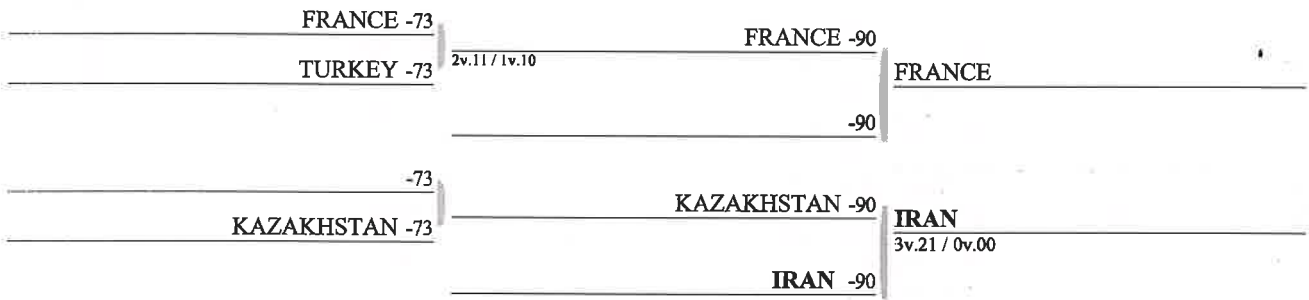 FRANCE -73
TURKEY -73
2v.11 / 1v.10
FRANCE -90
-90
FRANCE
-73
KAZAKHSTAN -73
KAZAKHSTAN -90
IRAN -90
IRAN
3v.21 / 0v.00